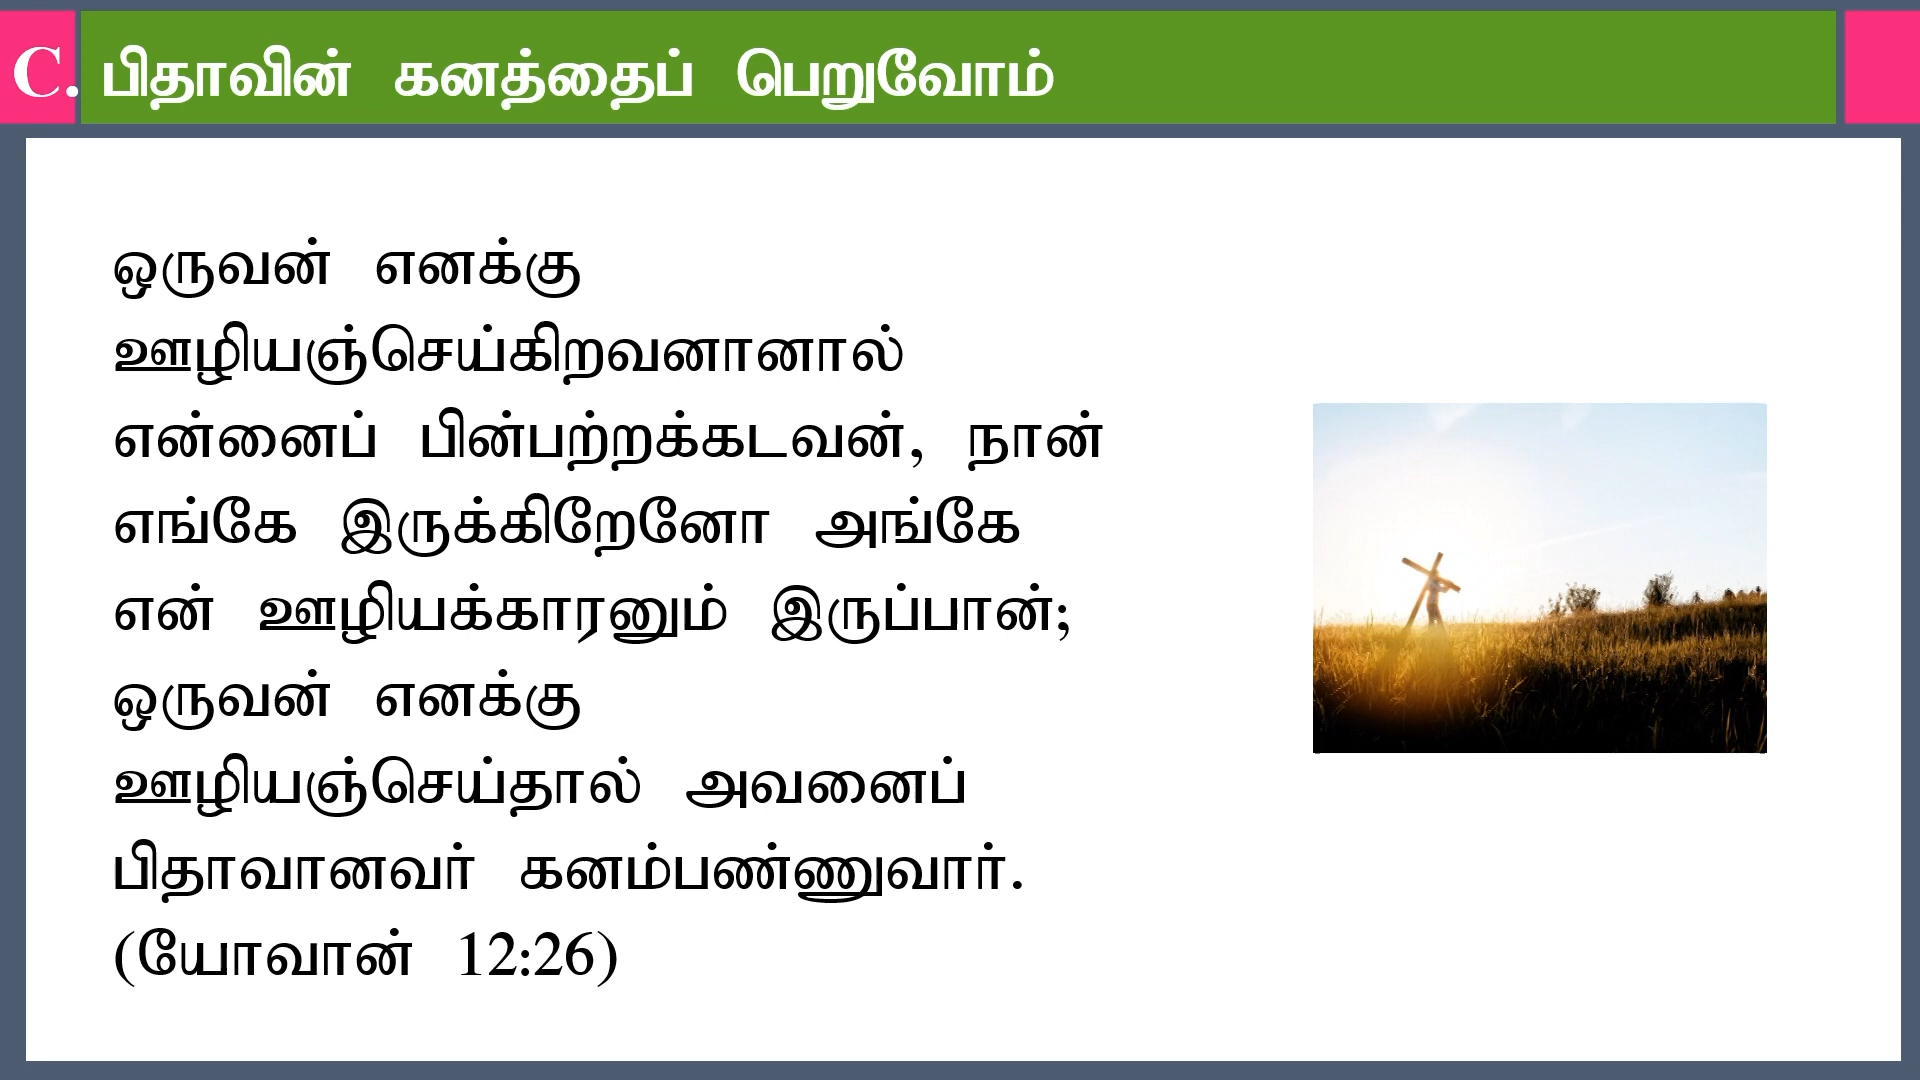 C. பிதாவின் கனத்தைப் பெறுவோம்
ஒருவன் எனக்கு
ஊழியஞ்செய்கிறவனானால்
என்னைப் பின்பற்றக்கடவன், நான்
எங்கே இருக்கிறேனோ அங்கே
என் ஊழியக்காரனும் இருப்பான்;
ஒருவன் எனக்கு
ஊழியஞ்செய்தால் அவனைப்
பிதாவானவர் கனம்பண்ணுவார்.
(யோவான் 12:26)